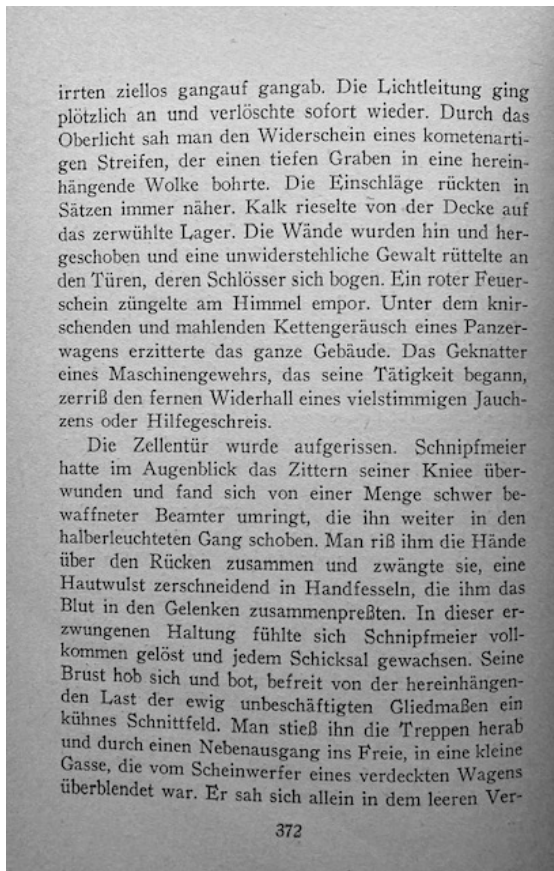 irrten ziellos gangauf gangab. Die Lichtleitung ging
plötzlich an und verlöschte sofort wieder. Durch das
Oberlicht sah man den Widerschein eines kometenarti-
gen Streifen, der einen tiefen Graben in eine herein-
hängende Wolke bohrte. Die Einschläge rückten in
Sätzen immer näher. Kalk rieselte von der Decke auf
das zerwühlte Lager. Die Wände wurden hin und her-
geschoben und eine unwiderstehliche Gewalt rüttelte an
den Türen, deren Schlösser sich bogen. Ein roter Feuer-
schein züngelte am Himmel empor. Unter dem knir-
schenden und mahlenden Kettengeräusch eines Panzer-
wagens erzitterte das ganze Gebäude. Das Geknatter
eines Maschinengewehrs, das seine Tätigkeit begann,
zerriß den fernen Widerhall eines vielstimmigen Jauch-
zens oder Hilfegeschreis.
Die Zellentür wurde aufgerissen. Schnipfmeier
hatte im Augenblick das Zittern seiner Kniee über-
wunden und fand sich von einer Menge schwer be-
waffneter Beamter umringt, die ihn weiter in den
halberleuchteten Gang schoben. Man riß ihm die Hände
über den Rücken zusammen und zwängte sie, eine
Hautwulst zerschneidend in Handfesseln, die ihm das
Blut in den Gelenken zusammenpreßten. In dieser er-
zwungenen Haltung fühlte sich Schnipfmeier voll-
kommen gelöst und jedem Schicksal gewachsen. Seine
Brust hob sich und bot, befreit von der hereinhängen-
den Last der ewig unbeschäftigten Gliedmaßen ein
kühnes Schnittfeld. Man stieß ihn die Treppen herab
und durch einen Nebenausgang ins Freie, in eine kleine
Gasse, die vom Scheinwerfer eines verdeckten Wagens
überblendet war. Er sah sich allein in dem leeren Ver-
372